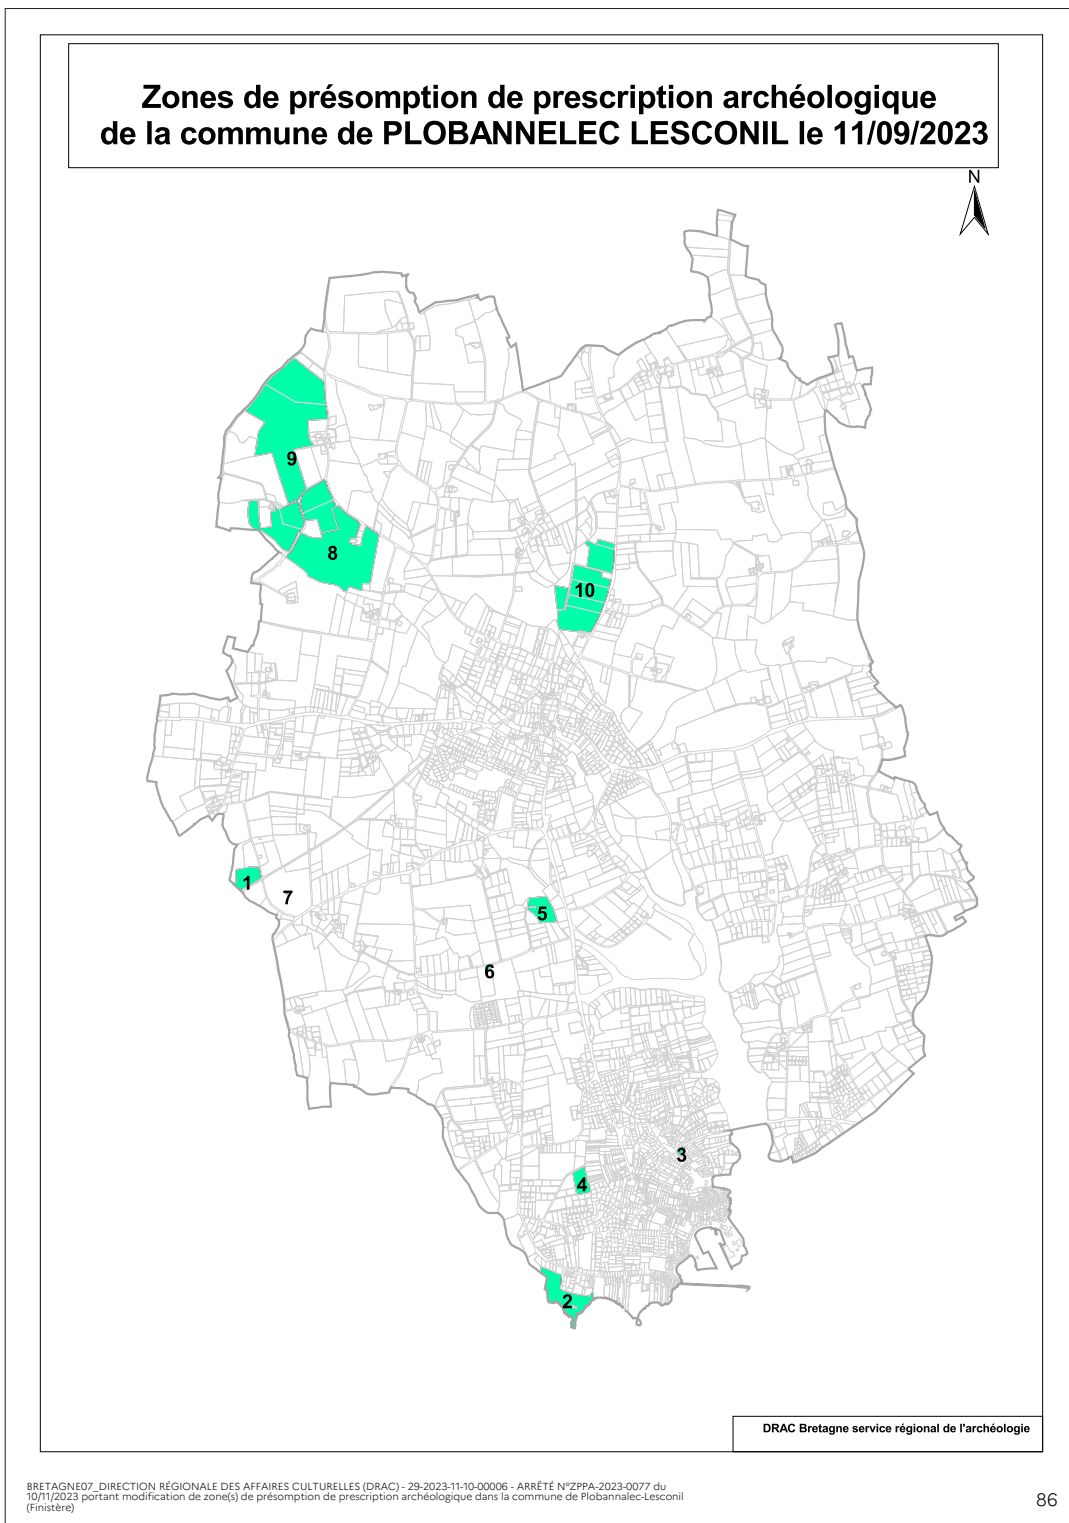 Zones de présomption de prescription archéologique
de la commune de PLOBANNELEC LESCONIL le 11/09/2023
N
9
8
10
1
7
5
6
3
4
2
DRAC Bretagne service régional de l'archéologie
BRETAGNE07_DIRECTION RÉGIONALE DES AFFAIRES CULTURELLES (DRAC) - 29-2023-11-10-00006 - ARRÊTÉ N°ZPPA-2023-0077 du
10/11/2023 portant modification de zone(s) de présomption de prescription archéologique dans la commune de Plobannalec-Lesconil
(Finistère)
86